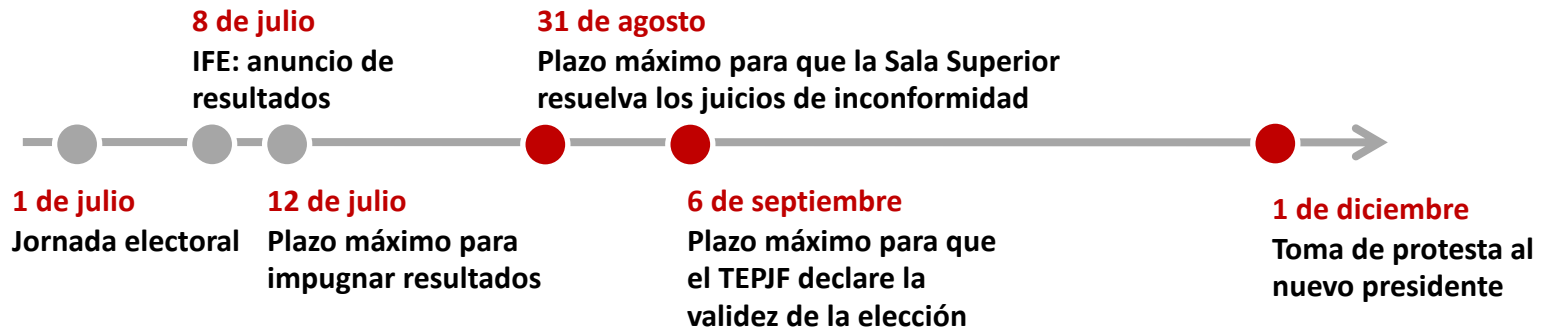 8 de julio
IFE: anuncio de
resultados
31 de agosto
Plazo máximo para que la Sala Superior
resuelva los juicios de inconformidad
1 de julio
Jornada electoral
12 de julio
Plazo máximo para
impugnar resultados
6 de septiembre
Plazo máximo para que
el TEPJF declare la
validez de la elección
1 de diciembre
Toma de protesta al
nuevo presidente